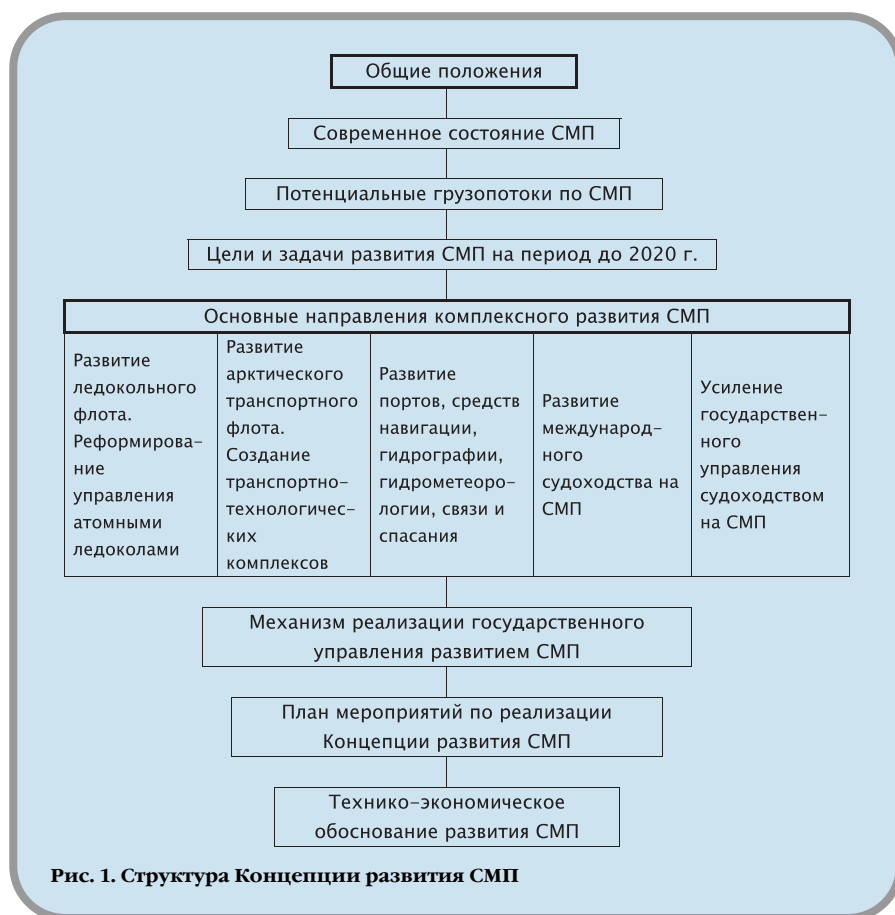 Общие положения
Современное состояние СМП
Потенциальные грузопотоки по СМП
Цели и задачи развития СМП на период до 2020 г.
Основные направления комплексного развития СМП
Развитие
ледокольного
флота.
Реформирова-
ние
управления
атомными
ледоколами
Развитие
арктического
транспортного
флота.
Создание
транспортно-
технологичес-
ких
комплексов
Развитие
портов, средств
навигации,
гидрографии,
гидрометеоро-
логии, связи и
спасания
Развитие
международ-
ного
судоходства на
СМП
Усиление
государствен-
ного
управления
судоходством
на СМП
Механизм реализации государственного
управления развитием СМП
План мероприятий по реализации
Концепции развития СМП
Технико-экономическое
обоснование развития СМП
Рис. 1. Структура Концепции развития СМП